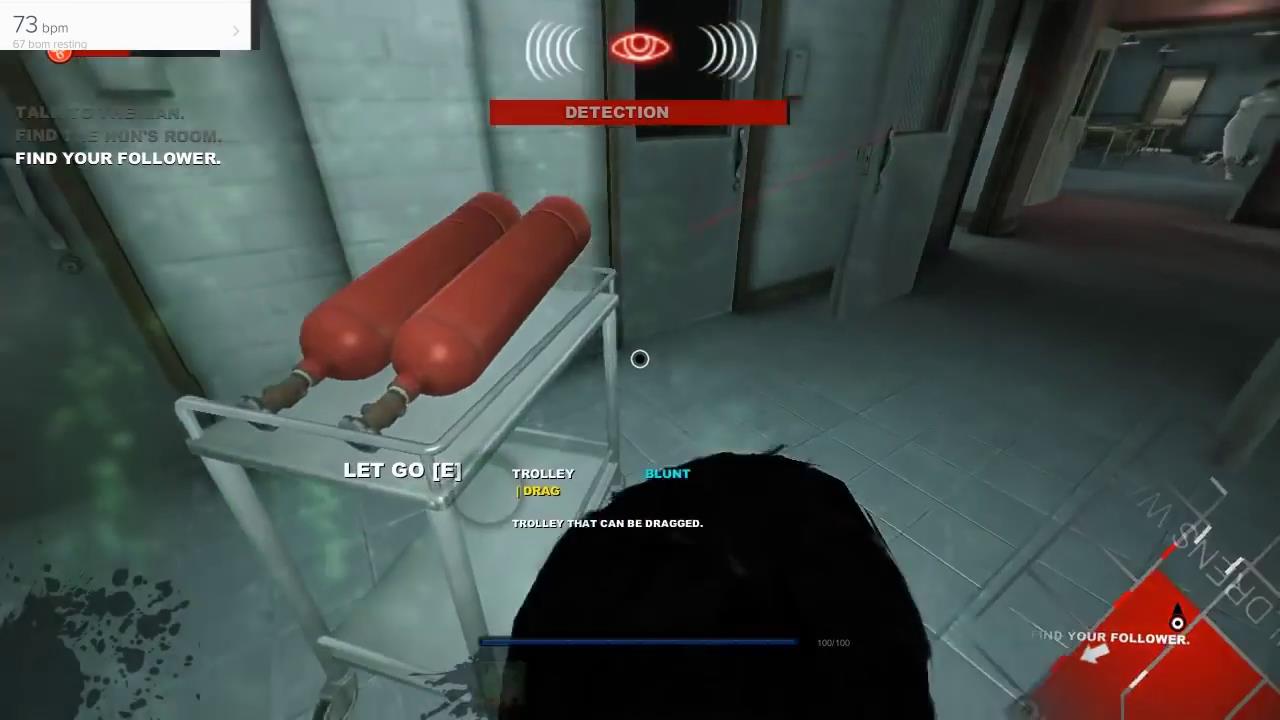 73 bpm
67 bpm resting
DETECTION
TALK TO THE MAN.
FIND THE NUN'S ROOM.
FIND YOUR FOLLOWER.
LET GO [E]
TROLLEY
BLUNT
| DRAG
TROLLEY THAT CAN BE DRAGGED.
100/100
FIND YOUR FOLLOWER.